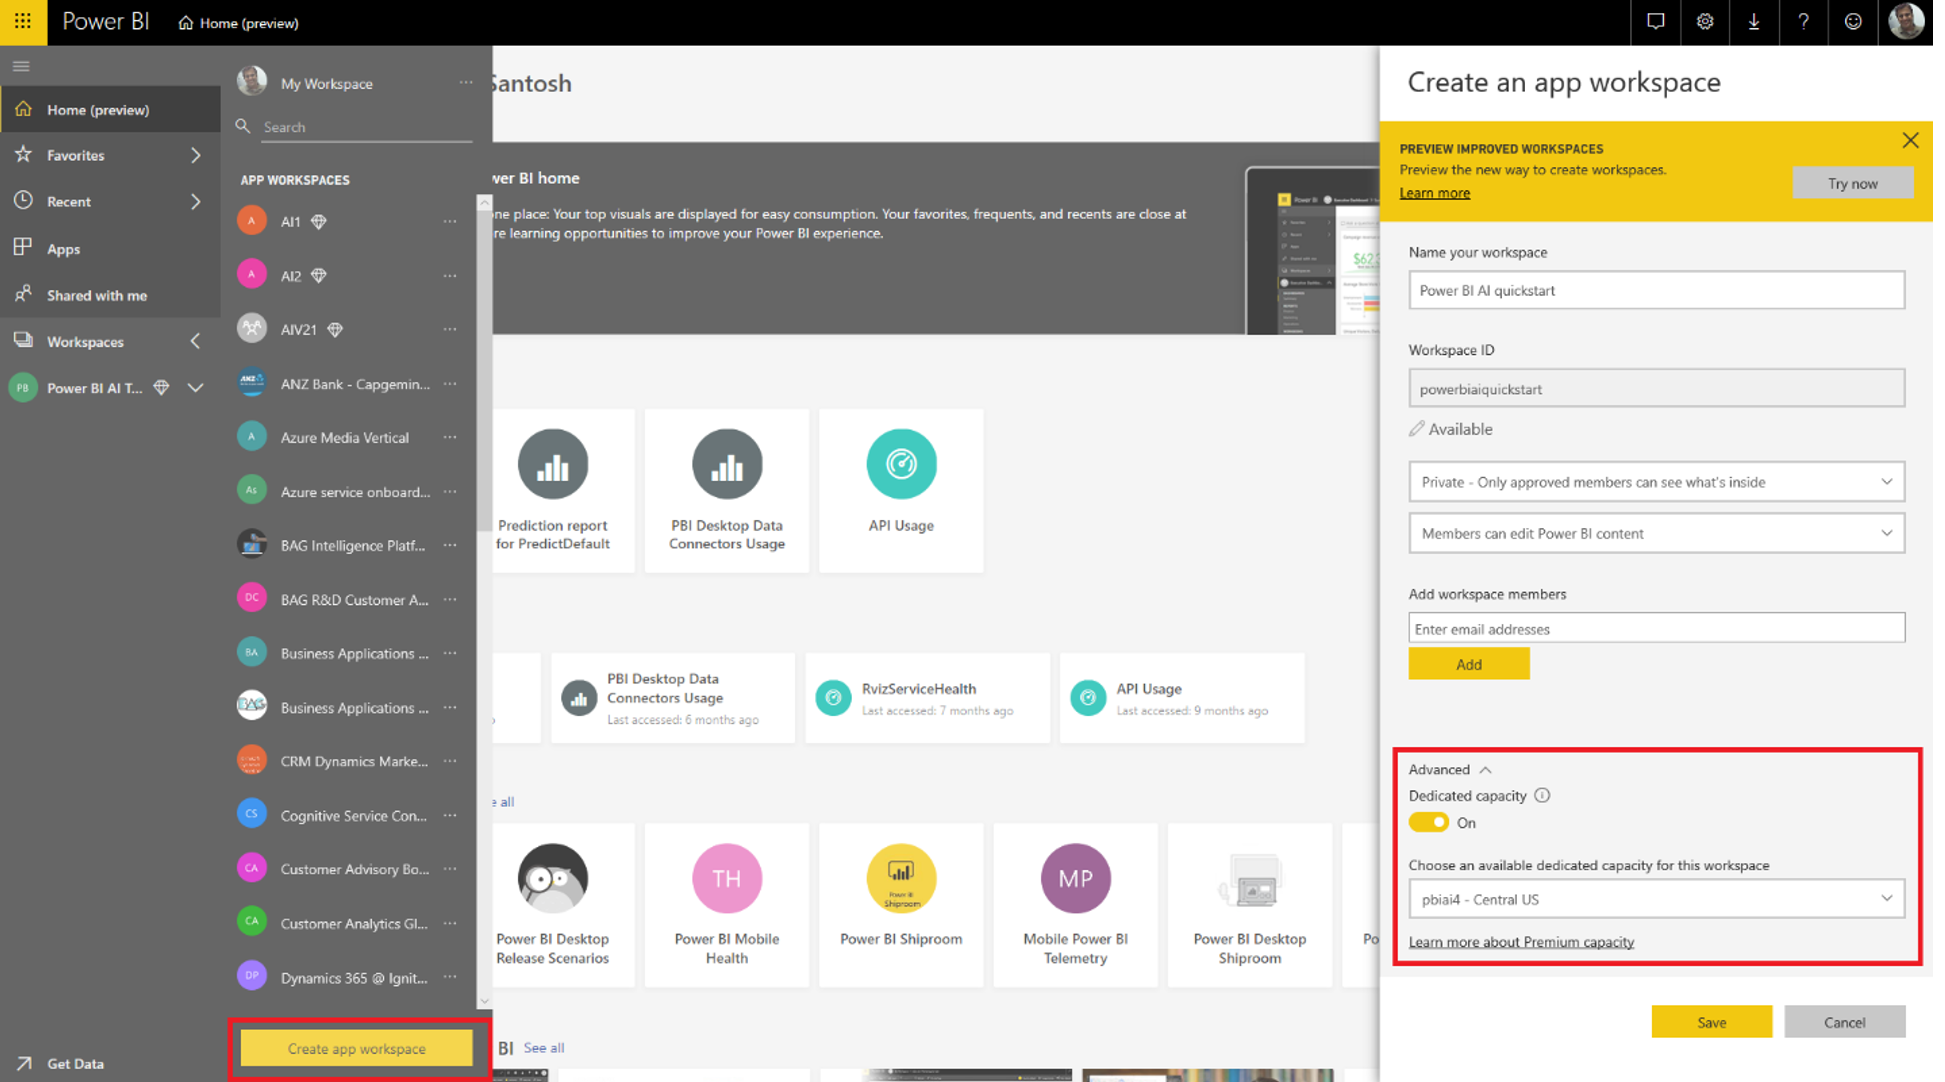 Power BI
Home (preview)
Home (preview)
Favorites
Recent
Apps
Shared with me
Workspaces
PB
Power BI AI T...
Get Data
My Workspace
Search
APP WORKSPACES
A
AI1
A
AI2
AIV21
ANZ
ANZ Bank - Capgemin...
A
Azure Media Vertical
As
Azure service onboard...
BAG Intelligence Platf...
DC
BAG R&D Customer A...
BA
Business Applications ...
BAG
Business Applications ...
CRM Dynamics Marke...
CS
Cognitive Service Con...
CA
Customer Advisory Bo...
CA
Customer Analytics Gl...
DP
Dynamics 365 @ Ignit...
Create app workspace
Santosh
wer BI home
ne place: Your top visuals are displayed for easy consumption. Your favorites, frequents, and recents are close at
re learning opportunities to improve your Power BI experience.
Prediction report
for PredictDefault
PBI Desktop Data
Connectors Usage
API Usage
PBI Desktop Data
Connectors Usage
Last accessed: 6 months ago
RvizServiceHealth
Last accessed: 7 months ago
API Usage
Last accessed: 9 months ago
e all
Power BI Desktop
Release Scenarios
TH
Power BI Mobile
Health
Power BI
Shiproom
Power BI Shiproom
MP
Mobile Power BI
Telemetry
Power BI Desktop
Shiproom
Po
BI
See all
Create an app workspace
PREVIEW IMPROVED WORKSPACES
Preview the new way to create workspaces.
Learn more
Try now
Name your workspace
Power BI AI quickstart
Workspace ID
powerbiaiquickstart
Available
Private - Only approved members can see what's inside
Members can edit Power BI content
Add workspace members
Enter email addresses
Add
Advanced
Dedicated capacity
On
Choose an available dedicated capacity for this workspace
pbiai4 - Central US
Learn more about Premium capacity
Save
Cancel